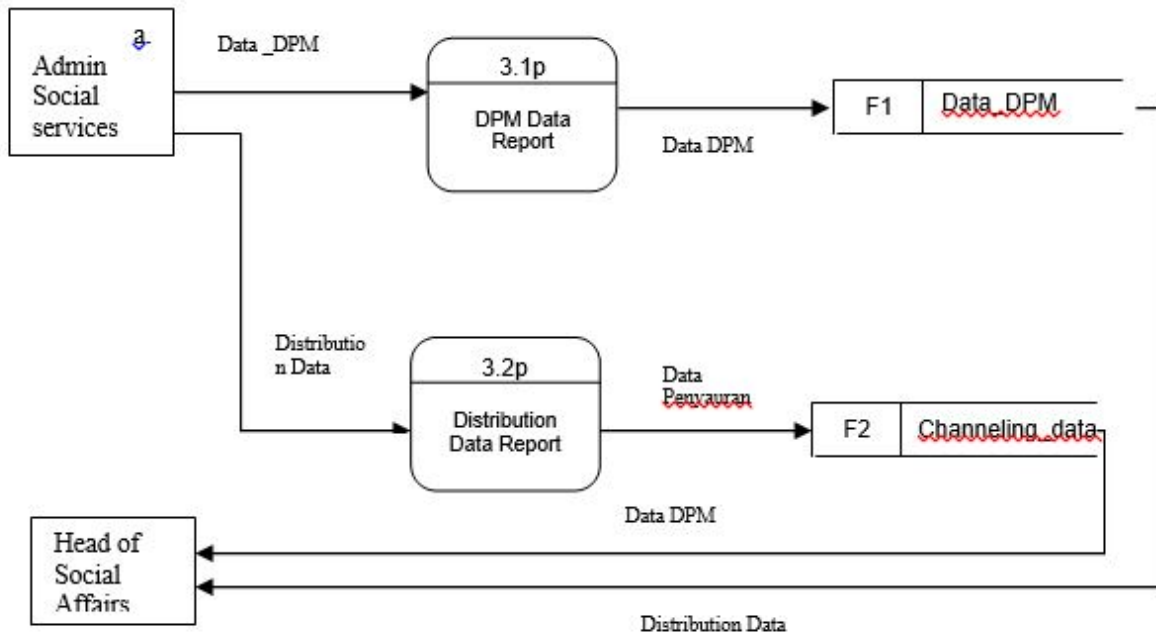 a
Admin
Social
services
Data _DPM
3.1p
DPM Data
Report
Data DPM
F1
Data_DPM
Distributio
n Data
3.2p
Distribution
Data Report
Data
Penyauran
F2
Channeling_data
Data DPM
Head of
Social
Affairs
Distribution Data